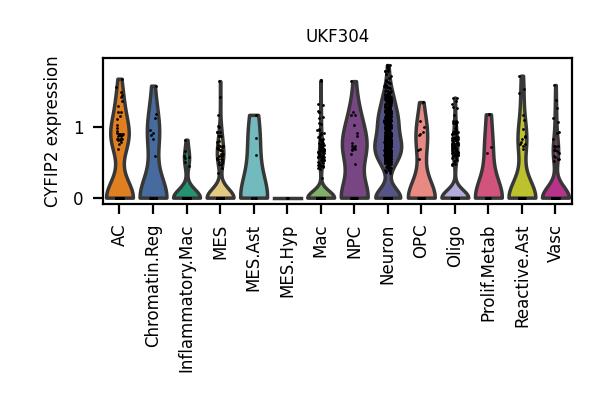 UKF304
CYFIP2 expression
1
0
AC
Chromatin.Reg
Inflammatory.Mac
MES
MES.Ast
MES.Hyp
Mac
NPC
Neuron
OPC
Oligo
Prolif.Metab
Reactive.Ast
Vasc